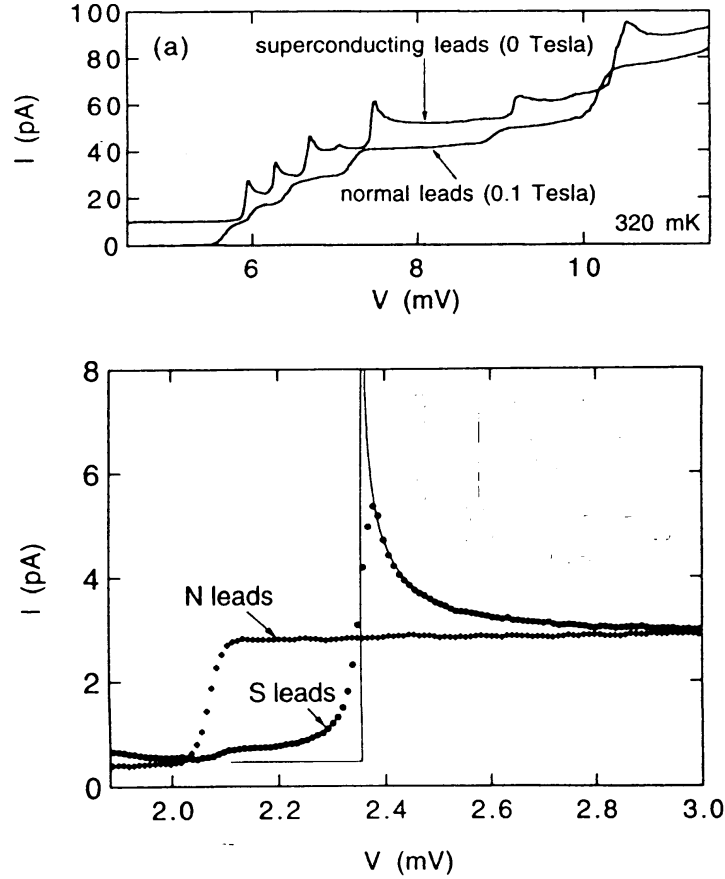 100
(a)
superconducting leads (0 Tesla)
80
60
I (pA)
40
normal leads (0.1 Tesla)
20
320 mK
0
6
8
10
V (mV)
8
6
I (pA)
4
N leads
2
S leads
0
2.0
2.2
2.4
2.6
2.8
3.0
V (mV)